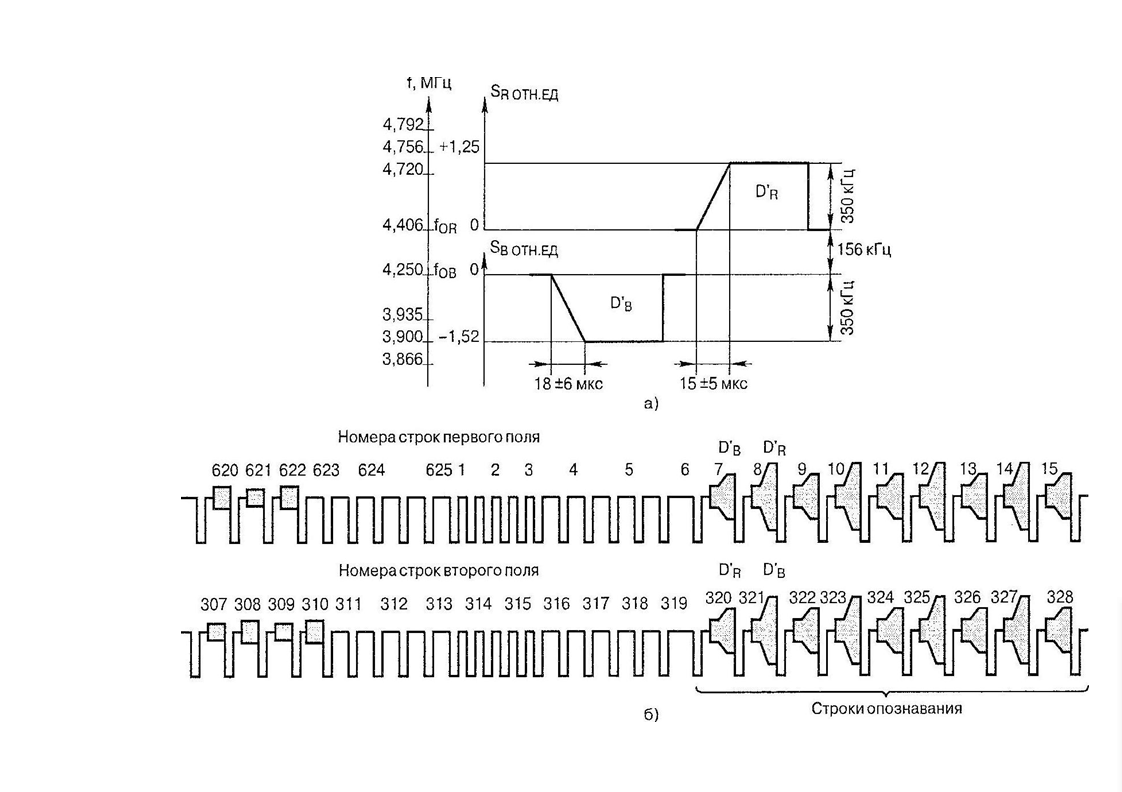 f, МГц
S_R ОТН.ЕД
4,792
4,756 +1,25
4,720
D'_R
350 кГц
4,406 f_OR 0
S_B ОТН.ЕД
156 кГц
4,250 f_OB 0
D'_B
350 кГц
3,935
3,900 –1,52
3,866
18 ±6 мкс 15 ±5 мкс
а)
Номера строк первого поля
D'_B D'_R
620 621 622 623 624 625 1 2 3 4 5 6 7 8 9 10 11 12 13 14 15
Номера строк второго поля
D'_R D'_B
307 308 309 310 311 312 313 314 315 316 317 318 319 320 321 322 323 324 325 326 327 328
Строки опознавания
б)